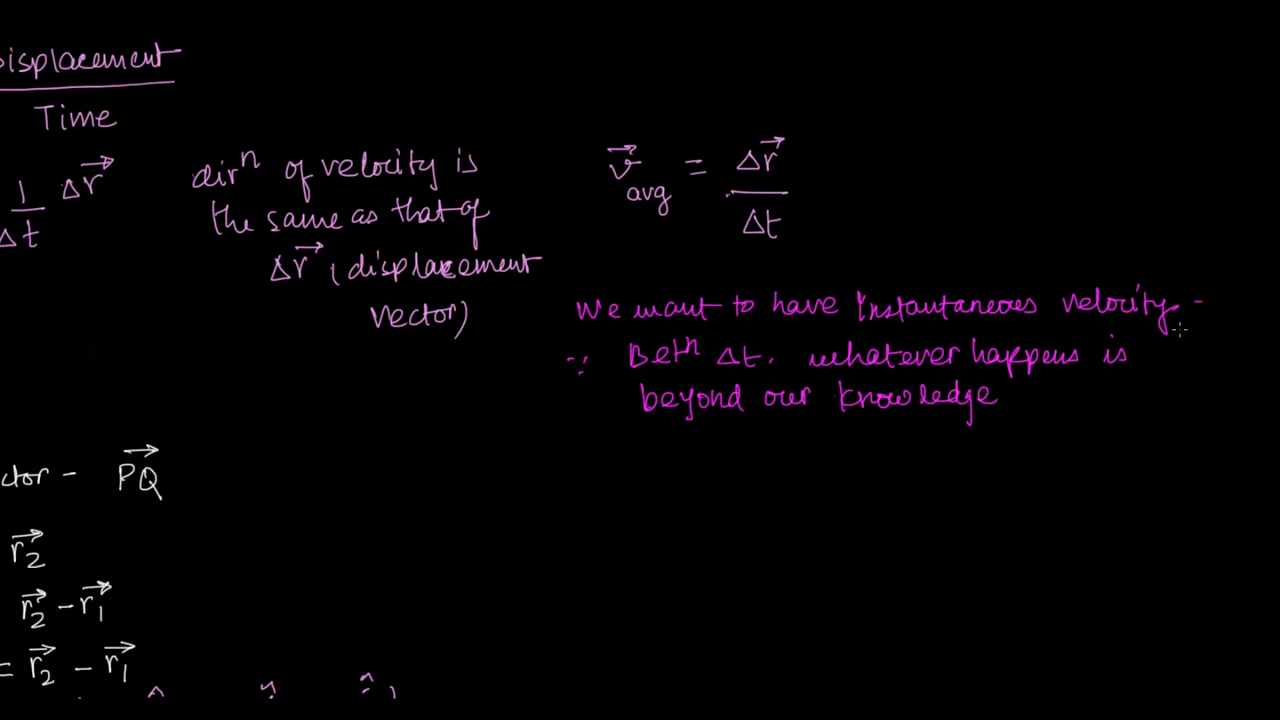 Displacement
Time
1/Δt Δr⃗
dirⁿ of velocity is
the same as that of
Δr⃗ (displacement
vector)
v⃗avg = Δr⃗/Δt
We want to have instantaneous velocity -
∵ Betⁿ Δt, whatever happens is
beyond our knowledge
ctor - PQ⃗
r⃗2
r⃗2 - r⃗1
= r⃗2 - r⃗1